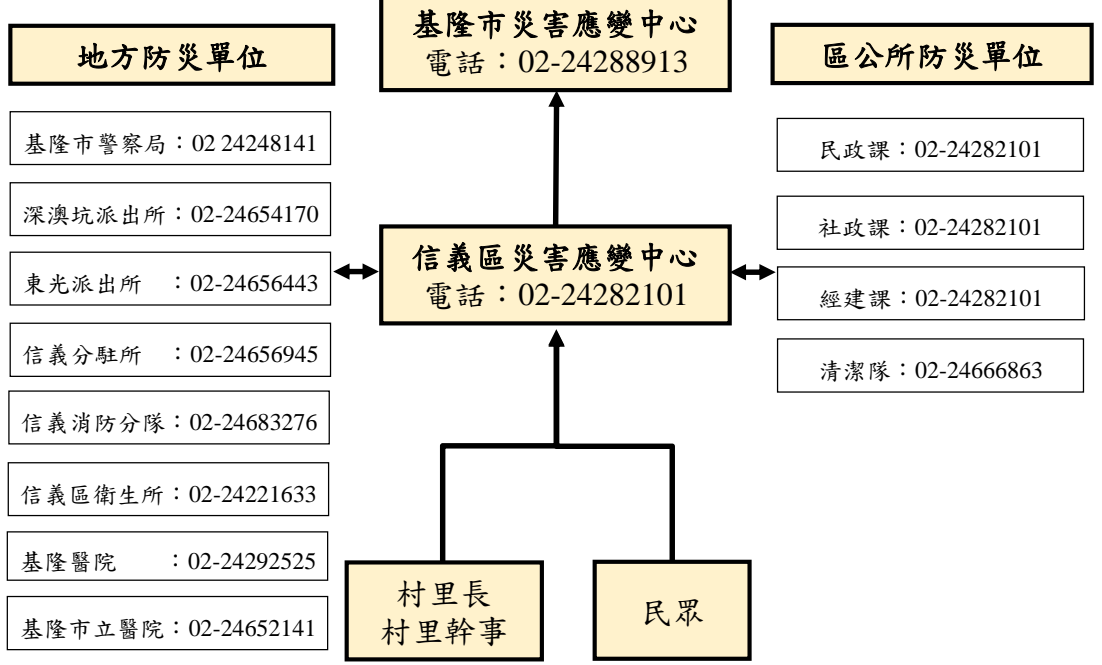 地方防災單位
基隆市警察局：02 24248141
深澳坑派出所：02-24654170
東光派出所　：02-24656443
信義分駐所　：02-24656945
信義消防分隊：02-24683276
信義區衛生所：02-24221633
基隆醫院　　：02-24292525
基隆市立醫院：02-24652141
基隆市災害應變中心
電話：02-24288913
信義區災害應變中心
電話：02-24282101
村里長
村里幹事
民眾
區公所防災單位
民政課：02-24282101
社政課：02-24282101
經建課：02-24282101
清潔隊：02-24666863